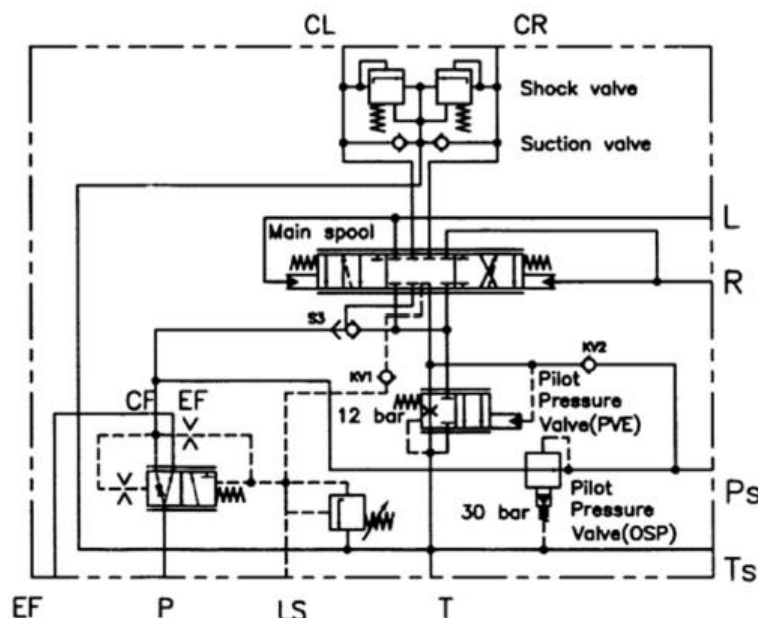 CL CR
Shock valve
Suction valve
L
Main spool
R
S3
KV2
KV1
CF EF
Pilot
Pressure
Valve(PVE)
12 bar
Pilot
Pressure
Valve(OSP)
30 bar
Ps
Ts
EF P LS T